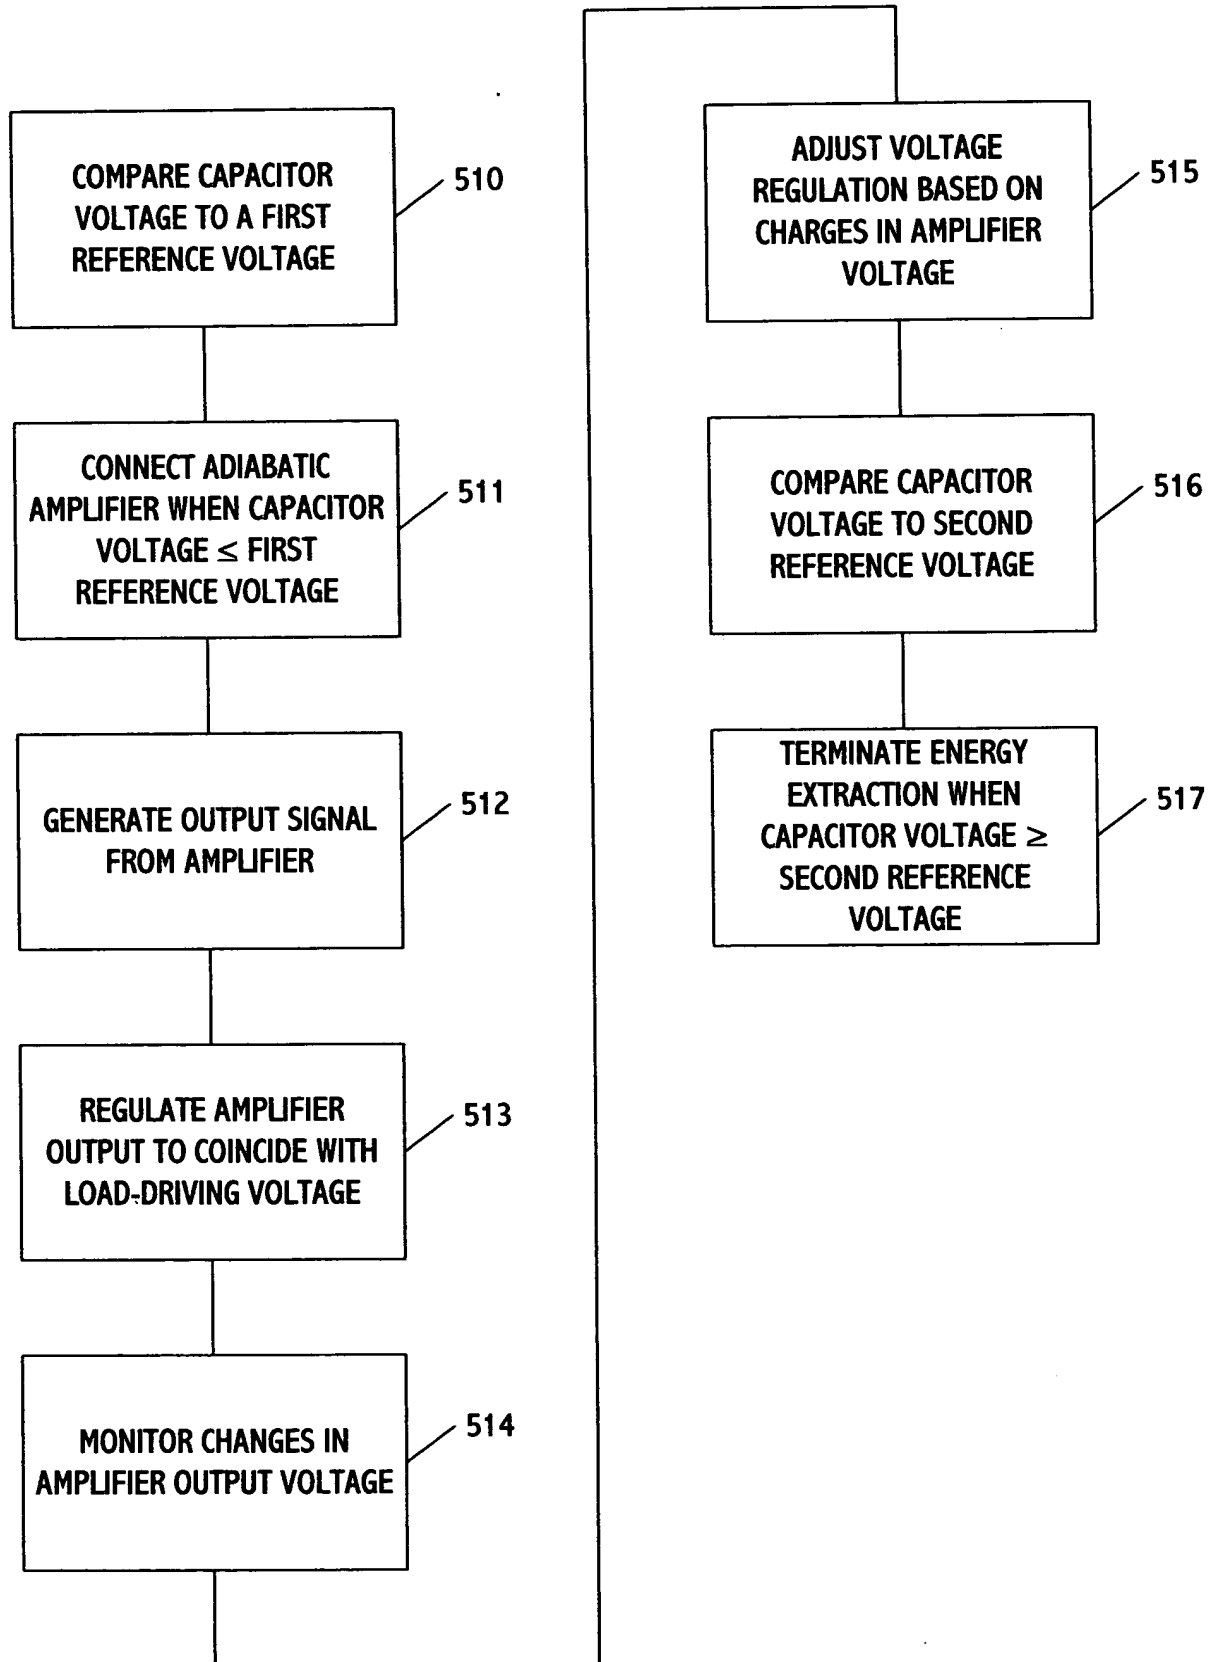 COMPARE CAPACITOR
VOLTAGE TO A FIRST
REFERENCE VOLTAGE
510
CONNECT ADIABATIC
AMPLIFIER WHEN CAPACITOR
VOLTAGE ≤ FIRST
REFERENCE VOLTAGE
511
GENERATE OUTPUT SIGNAL
FROM AMPLIFIER
512
REGULATE AMPLIFIER
OUTPUT TO COINCIDE WITH
LOAD-DRIVING VOLTAGE
513
MONITOR CHANGES IN
AMPLIFIER OUTPUT VOLTAGE
514
ADJUST VOLTAGE
REGULATION BASED ON
CHARGES IN AMPLIFIER
VOLTAGE
515
COMPARE CAPACITOR
VOLTAGE TO SECOND
REFERENCE VOLTAGE
516
TERMINATE ENERGY
EXTRACTION WHEN
CAPACITOR VOLTAGE ≥
SECOND REFERENCE
VOLTAGE
517